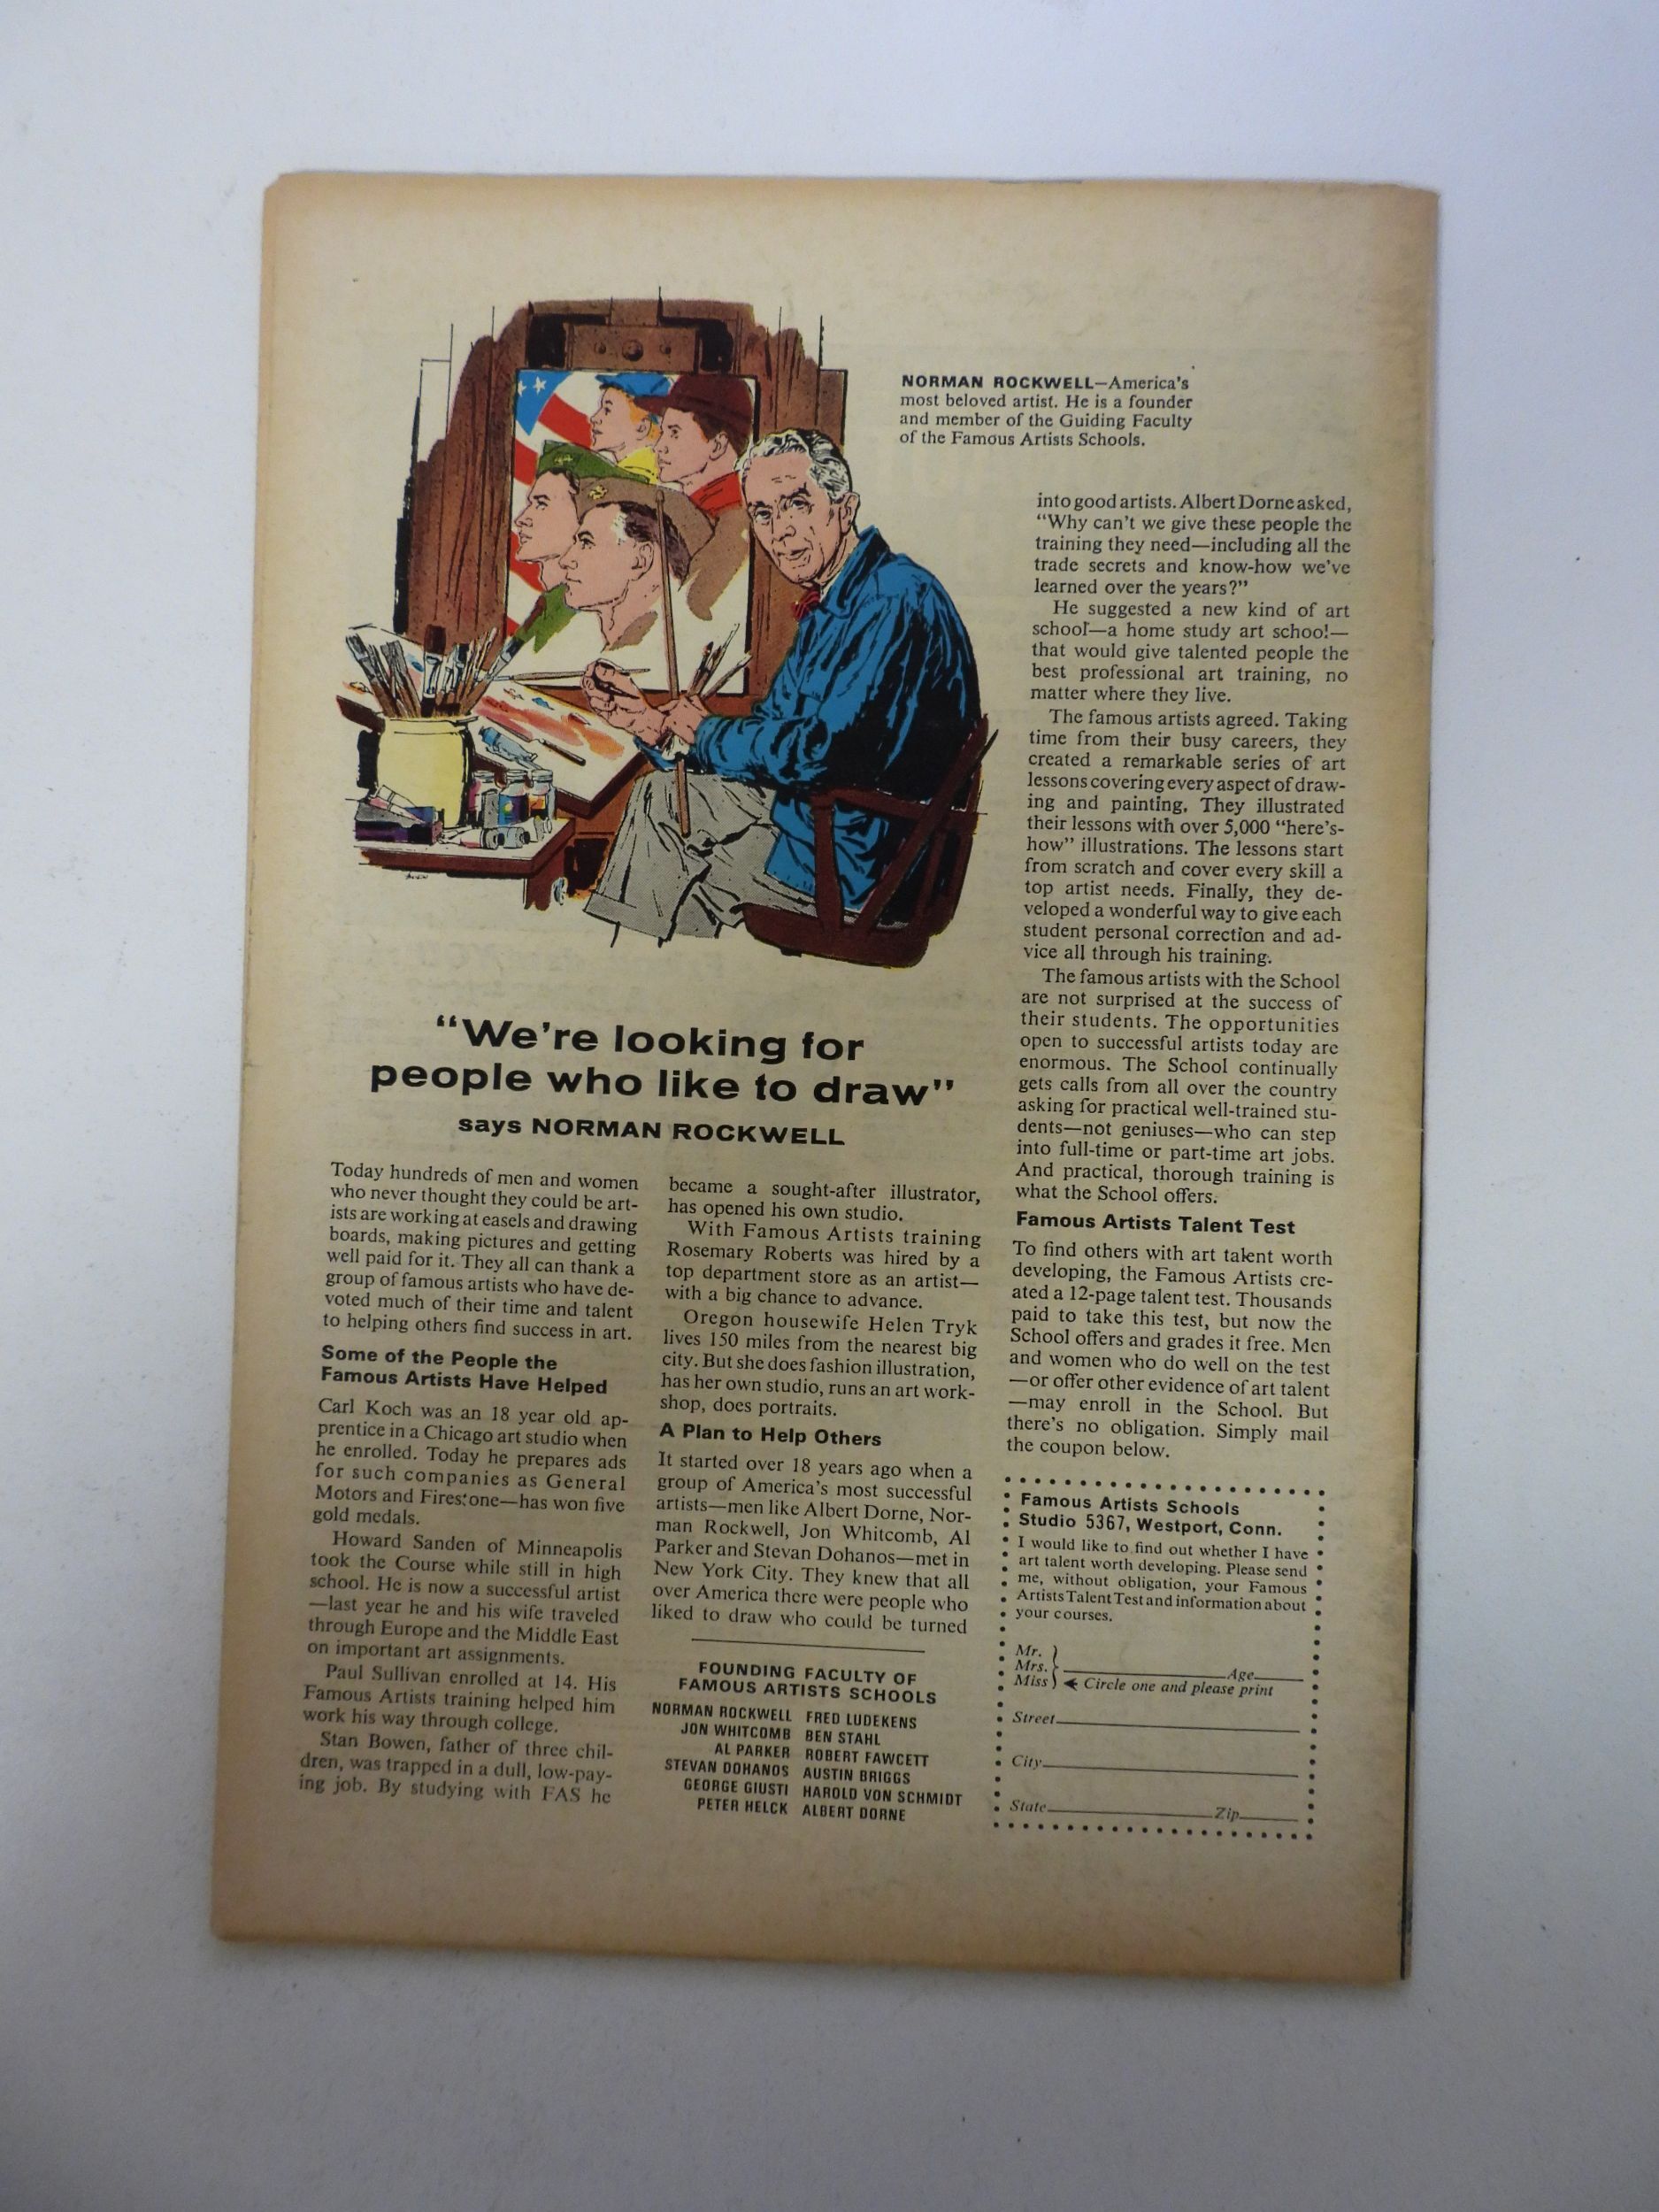 NORMAN ROCKWELL—America's
most beloved artist. He is a founder
and member of the Guiding Faculty
of the Famous Artists Schools.
"We're looking for
people who like to draw"
says NORMAN ROCKWELL
Today hundreds of men and women
who never thought they could be art-
ists are working at easels and drawing
boards, making pictures and getting
well paid for it. They all can thank a
group of famous artists who have de-
voted much of their time and talent
to helping others find success in art.
Some of the People the
Famous Artists Have Helped
Carl Koch was an 18 year old ap-
prentice in a Chicago art studio when
he enrolled. Today he prepares ads
for such companies as General
Motors and Firestone—has won five
gold medals.
Howard Sanden of Minneapolis
took the Course while still in high
school. He is now a successful artist
—last year he and his wife traveled
through Europe and the Middle East
on important art assignments.
Paul Sullivan enrolled at 14. His
Famous Artists training helped him
work his way through college.
Stan Bowen, father of three chil-
dren, was trapped in a dull, low-pay-
ing job. By studying with FAS he
became a sought-after illustrator,
has opened his own studio.
With Famous Artists training
Rosemary Roberts was hired by a
top department store as an artist—
with a big chance to advance.
Oregon housewife Helen Tryk
lives 150 miles from the nearest big
city. But she does fashion illustration,
has her own studio, runs an art work-
shop, does portraits.
A Plan to Help Others
It started over 18 years ago when a
group of America's most successful
artists—men like Albert Dorne, Nor-
man Rockwell, Jon Whitcomb, Al
Parker and Stevan Dohanos—met in
New York City. They knew that all
over America there were people who
liked to draw who could be turned
FOUNDING FACULTY OF
FAMOUS ARTISTS SCHOOLS
NORMAN ROCKWELL FRED LUDEKENS
JON WHITCOMB BEN STAHL
AL PARKER ROBERT FAWCETT
STEVAN DOHANOS AUSTIN BRIGGS
GEORGE GIUSTI HAROLD VON SCHMIDT
PETER HELCK ALBERT DORNE
into good artists. Albert Dorne asked,
"Why can't we give these people the
training they need—including all the
trade secrets and know-how we've
learned over the years?"
He suggested a new kind of art
school—a home study art school—
that would give talented people the
best professional art training, no
matter where they live.
The famous artists agreed. Taking
time from their busy careers, they
created a remarkable series of art
lessons covering every aspect of draw-
ing and painting. They illustrated
their lessons with over 5,000 "here's-
how" illustrations. The lessons start
from scratch and cover every skill a
top artist needs. Finally, they de-
veloped a wonderful way to give each
student personal correction and ad-
vice all through his training.
The famous artists with the School
are not surprised at the success of
their students. The opportunities
open to successful artists today are
enormous. The School continually
gets calls from all over the country
asking for practical well-trained stu-
dents—not geniuses—who can step
into full-time or part-time art jobs.
And practical, thorough training is
what the School offers.
Famous Artists Talent Test
To find others with art talent worth
developing, the Famous Artists cre-
ated a 12-page talent test. Thousands
paid to take this test, but now the
School offers and grades it free. Men
and women who do well on the test
—or offer other evidence of art talent
—may enroll in the School. But
there's no obligation. Simply mail
the coupon below.
Famous Artists Schools
Studio 5367, Westport, Conn.
I would like to find out whether I have
art talent worth developing. Please send
me, without obligation, your Famous
Artists Talent Test and information about
your courses.
Mr.
Mrs. Age
Miss Circle one and please print
Street
City
State Zip